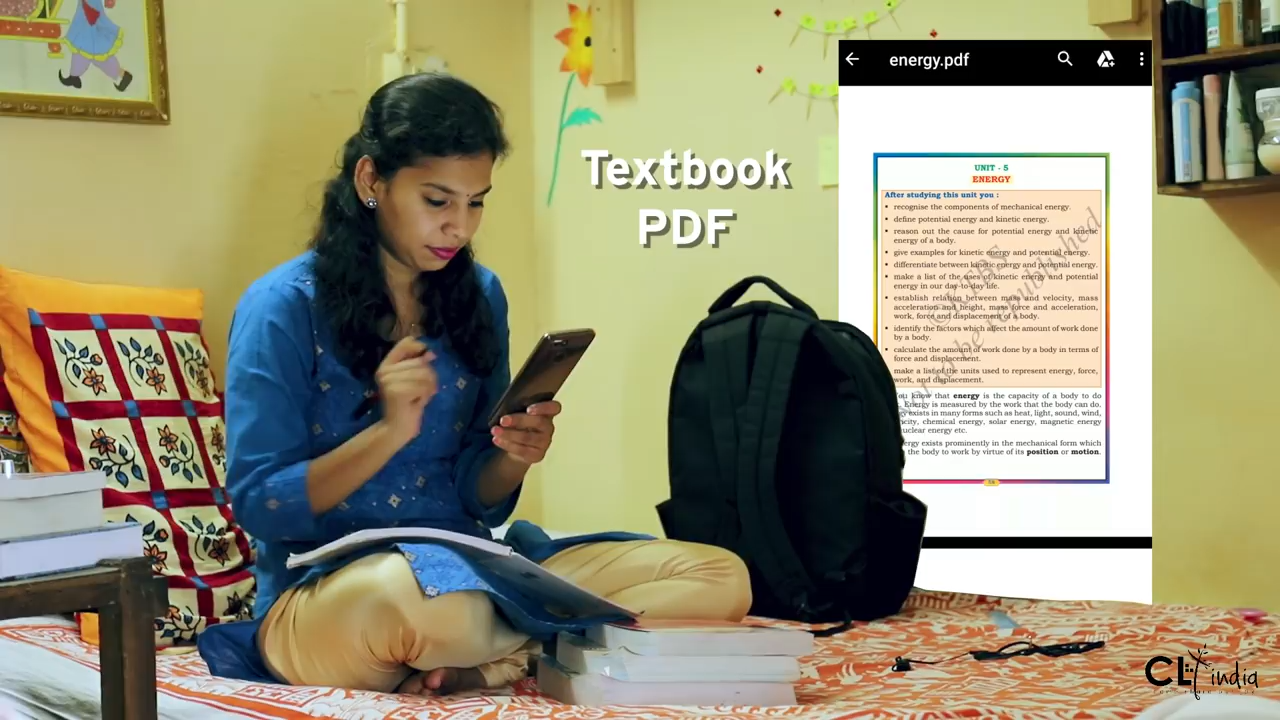 Textbook
PDF
energy.pdf
UNIT - 5
ENERGY
After studying this unit you :
• recognise the components of mechanical energy.
• define potential energy and kinetic energy.
• reason out the cause for potential energy and kinetic
energy of a body.
• give examples for kinetic energy and potential energy.
• differentiate between kinetic energy and potential energy.
• make a list of the uses of kinetic energy and potential
energy in our day-to-day life.
• establish relation between mass and velocity, mass
acceleration and height, mass force and acceleration,
work, force and displacement of a body.
• identify the factors which affect the amount of work done
by a body.
• calculate the amount of work done by a body in terms of
force and displacement.
make a list of the units used to represent energy, force,
work, and displacement.
You know that energy is the capacity of a body to do
Energy is measured by the work that the body can do.
exists in many forms such as heat, light, sound, wind,
chemical energy, solar energy, magnetic energy
nuclear energy etc.
exists prominently in the mechanical form which
the body to work by virtue of its position or motion.
©KTBS
not to be republished
CLT india